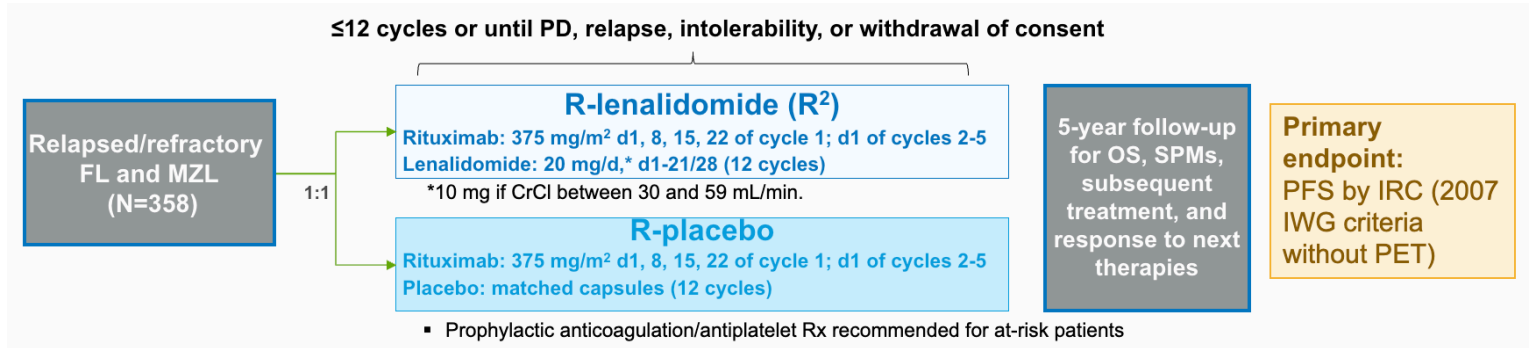 ≤12 cycles or until PD, relapse, intolerability, or withdrawal of consent
Relapsed/refractory
FL and MZL
(N=358)
1:1
R-lenalidomide (R²)
Rituximab: 375 mg/m² d1, 8, 15, 22 of cycle 1; d1 of cycles 2-5
Lenalidomide: 20 mg/d,* d1-21/28 (12 cycles)
*10 mg if CrCl between 30 and 59 mL/min.
R-placebo
Rituximab: 375 mg/m² d1, 8, 15, 22 of cycle 1; d1 of cycles 2-5
Placebo: matched capsules (12 cycles)
▪ Prophylactic anticoagulation/antiplatelet Rx recommended for at-risk patients
5-year follow-up
for OS, SPMs,
subsequent
treatment, and
response to next
therapies
Primary
endpoint:
PFS by IRC (2007
IWG criteria
without PET)